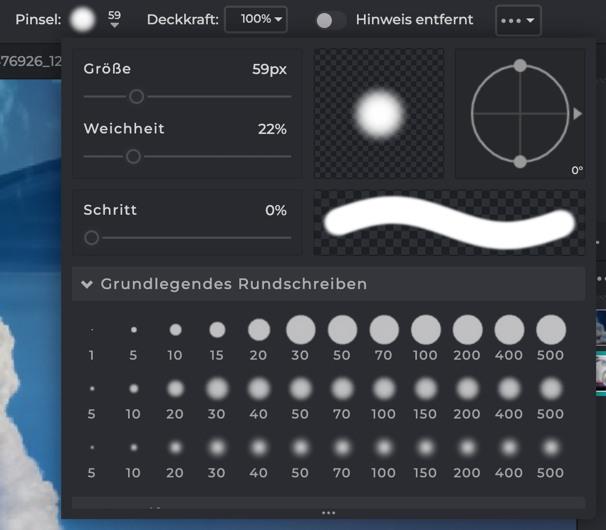 Pinsel: 59 Deckkraft: 100% Hinweis entfernt
76926_12
Größe 59px
Weichheit 22%
0°
Schritt 0%
Grundlegendes Rundschreiben
1 5 10 15 20 30 50 70 100 200 400 500
5 10 20 30 40 50 70 100 150 200 400 500
5 10 20 30 40 50 70 100 150 200 400 500